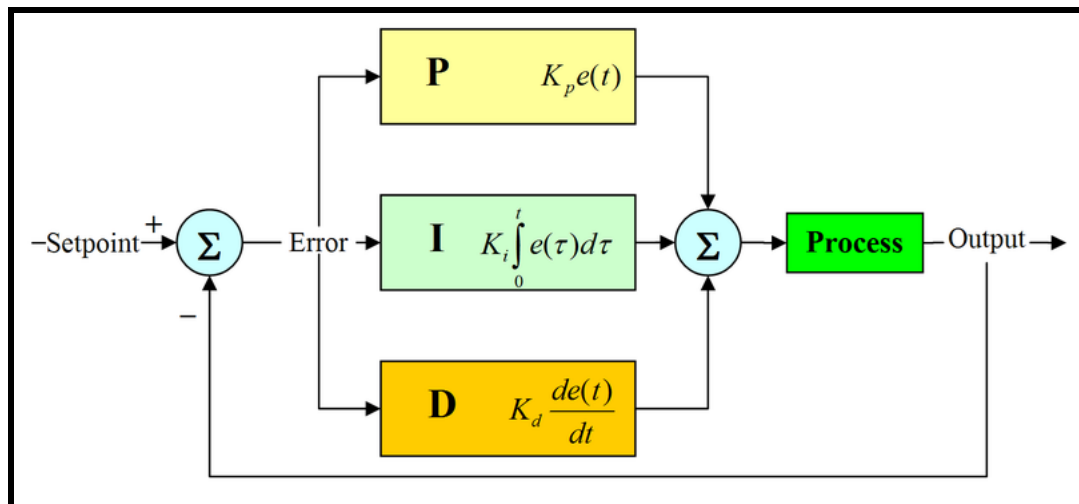 P K_p e(t)
Setpoint + Σ Error I K_i ∫_0^t e(τ)dτ Σ Process Output
−
D K_d de(t)/dt